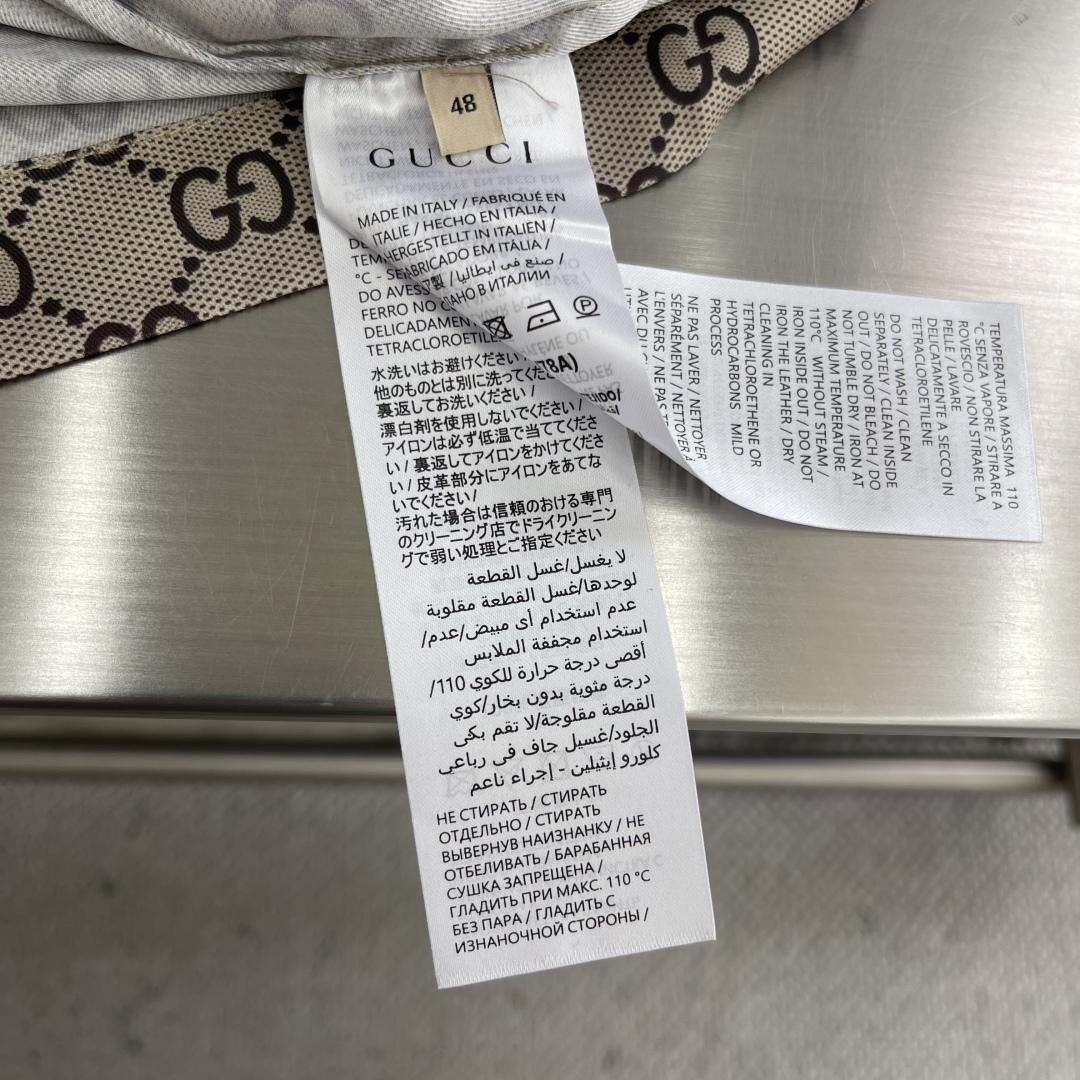 48
GUCCI
MADE IN ITALY / FABRIQUÉ EN
ITALIE / HECHO EN ITALIA /
HERGESTELLT IN ITALIEN /
FABRICADO EM ITÁLIA /
°C - SE
صنع فى ايطاليا /
DO AVES
製
FERRO NO
ИТАЛИИ
DELICADAMEN
TETRACLOROETILE
(8A)
水洗いはお避けください
他のものとは別に洗ってくだ
裏返してお洗いください /
漂白剤を使用しないでください /
アイロンは必ず低温で当ててくださ
い / 裏返してアイロンをかけてくださ
い / 皮革部分にアイロンをあてな
いでください/
汚れた場合は信頼のおける専門
のクリーニング店でドライクリーニン
グで弱い処理とご指定ください
لا يغسل/غسل القطعة
لوحدها/غسل القطعة مقلوبة
عدم استخدام أى مبيض/عدم/
استخدام مجففة الملابس
أقصى درجة حرارة للكوي 110/
درجة مئوية بدون بخار/كوي
القطعة مقلوجة/لا تقم بكى
الجلود/غسيل جاف فى رباعي
كلورو إيثيلين - إجراء ناعم
НЕ СТИРАТЬ / СТИРАТЬ
ОТДЕЛЬНО / СТИРАТЬ
ВЫВЕРНУВ НАИЗНАНКУ / НЕ
ОТБЕЛИВАТЬ / БАРАБАННАЯ
СУШКА ЗАПРЕЩЕНА /
ГЛАДИТЬ ПРИ МАКС. 110 °C
БЕЗ ПАРА / ГЛАДИТЬ С
ИЗНАНОЧНОЙ СТОРОНЫ /
TEMPERATURA MASSIMA 110
°C SENZA VAPORE / STIRARE A
ROVESCIO / NON STIRARE LA
PELLE / LAVARE
DELICATAMENTE A SECCO IN
TETRACLOROETILENE
DO NOT WASH / CLEAN
SEPARATELY / CLEAN INSIDE
OUT / DO NOT BLEACH / DO
NOT TUMBLE DRY / IRON AT
MAXIMUM TEMPERATURE
110°C WITHOUT STEAM /
IRON INSIDE OUT / DO NOT
IRON THE LEATHER / DRY
CLEANING IN
TETRACHLOROETHENE OR
HYDROCARBONS MILD
PROCESS
NE PAS LAVER / NETTOYER
SÉPARÉMENT / NETTOYER À
L'ENVERS / NE PAS
AVEC DU